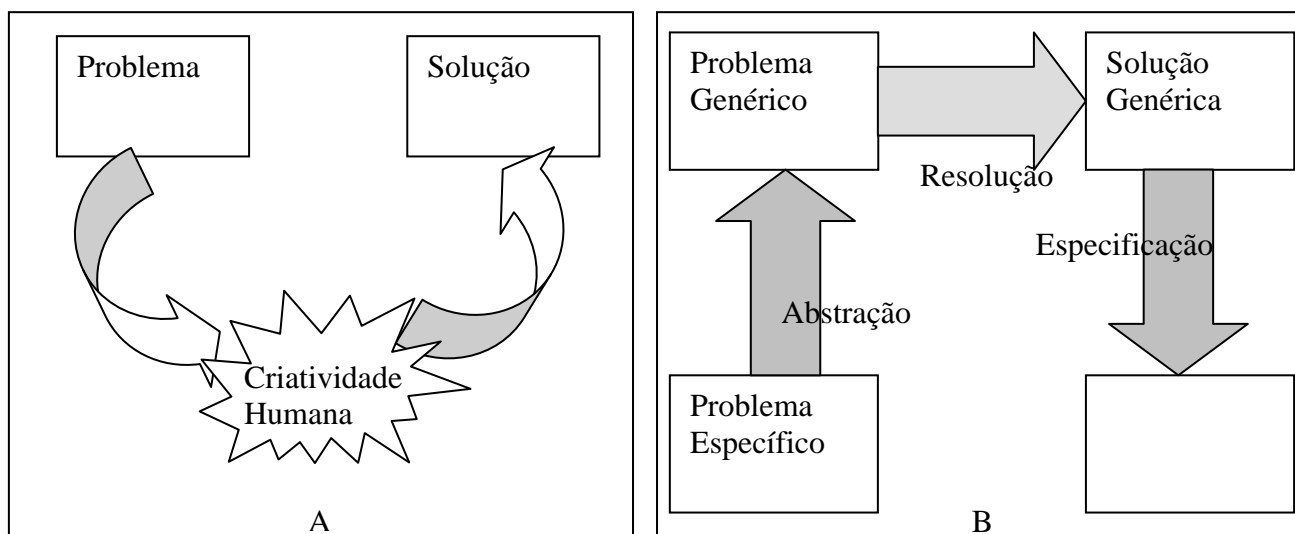 Problema
Solução
Criatividade
Humana
A
Problema
Genérico
Solução
Genérica
Resolução
Especificação
Abstração
Problema
Específico
B